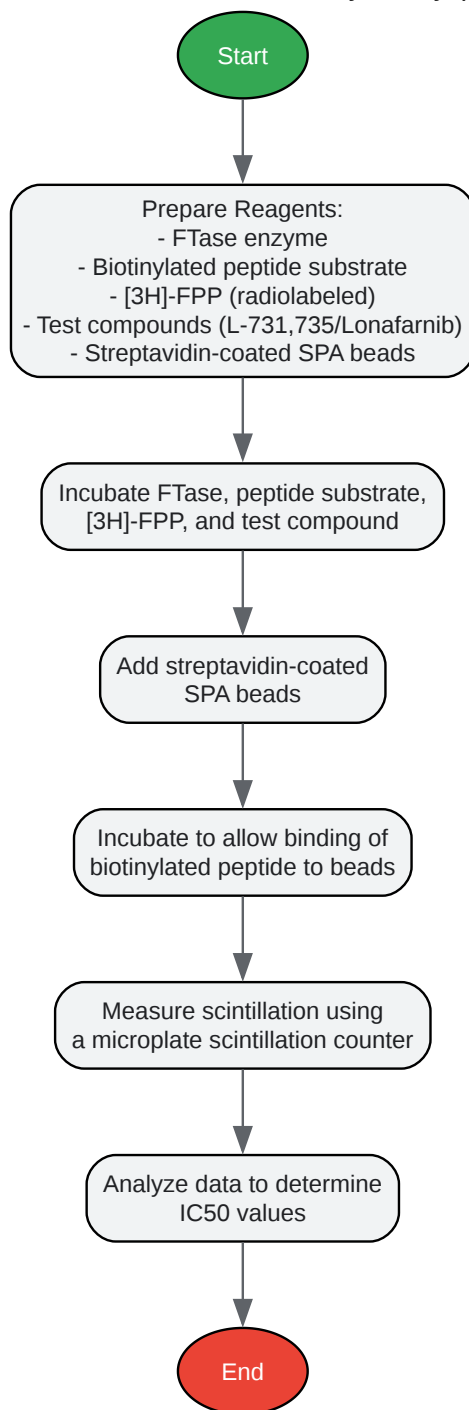 Start
Prepare Reagents:
- FTase enzyme
- Biotinylated peptide substrate
- [3H]-FPP (radiolabeled)
- Test compounds (L-731,735/Lonafarnib)
- Streptavidin-coated SPA beads
Incubate FTase, peptide substrate,
[3H]-FPP, and test compound
Add streptavidin-coated
SPA beads
Incubate to allow binding of
biotinylated peptide to beads
Measure scintillation using
a microplate scintillation counter
Analyze data to determine
IC50 values
End